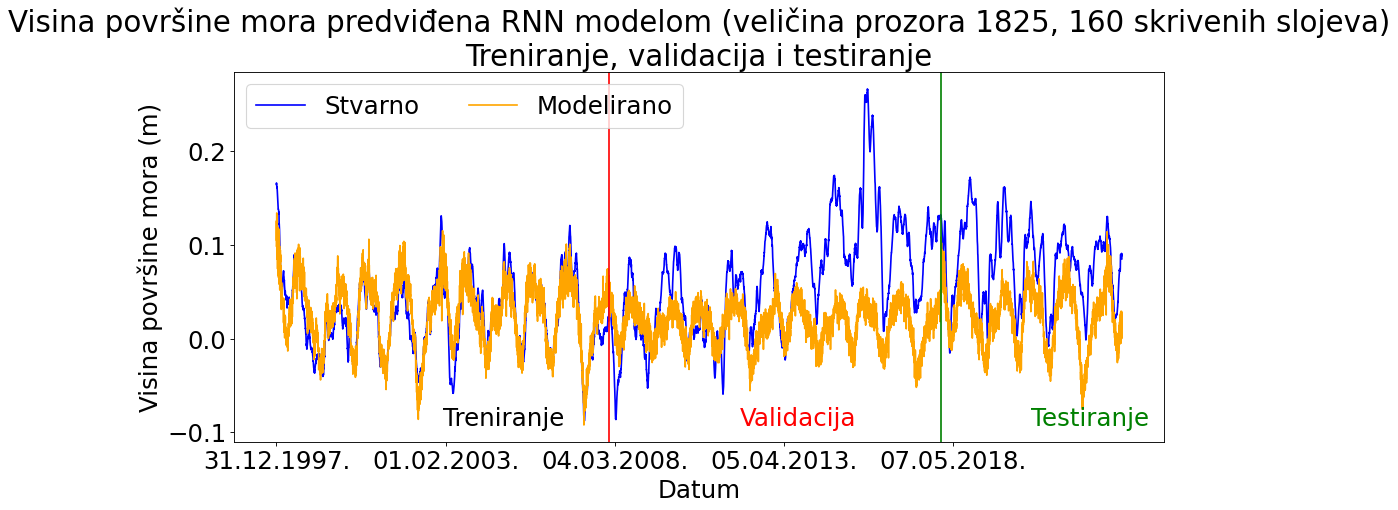 Visina površine mora predviđena RNN modelom (veličina prozora 1825, 160 skrivenih slojeva)
Treniranje, validacija i testiranje
Stvarno
Modelirano
Visina površine mora (m)
0.2
0.1
0.0
−0.1
Treniranje
Validacija
Testiranje
31.12.1997.
01.02.2003.
04.03.2008.
05.04.2013.
07.05.2018.
Datum